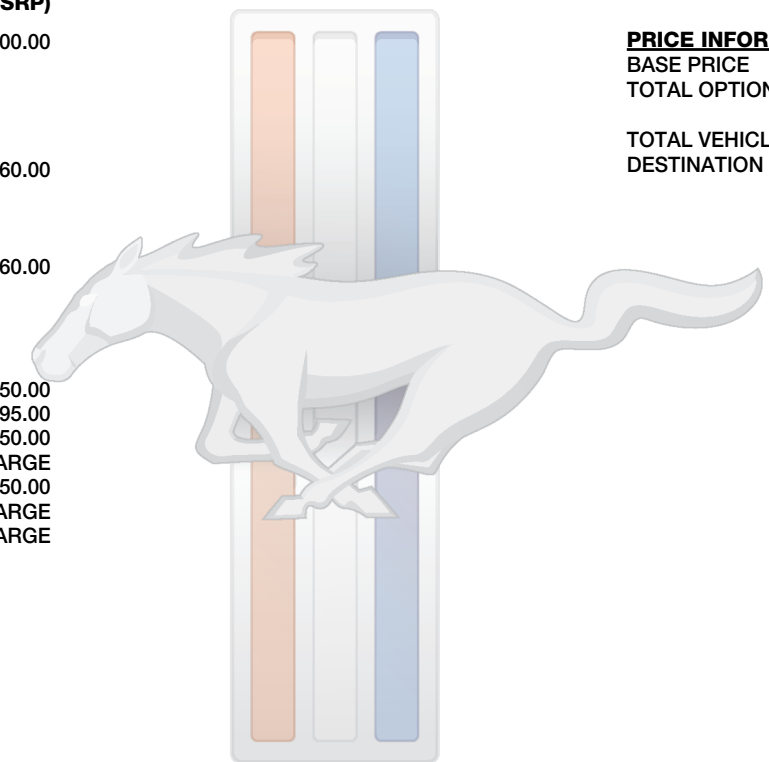 SRP)
00.00
60.00
60.00
50.00
95.00
50.00
ARGE
50.00
ARGE
ARGE
PRICE INFOR
BASE PRICE
TOTAL OPTION
TOTAL VEHICL
DESTINATION